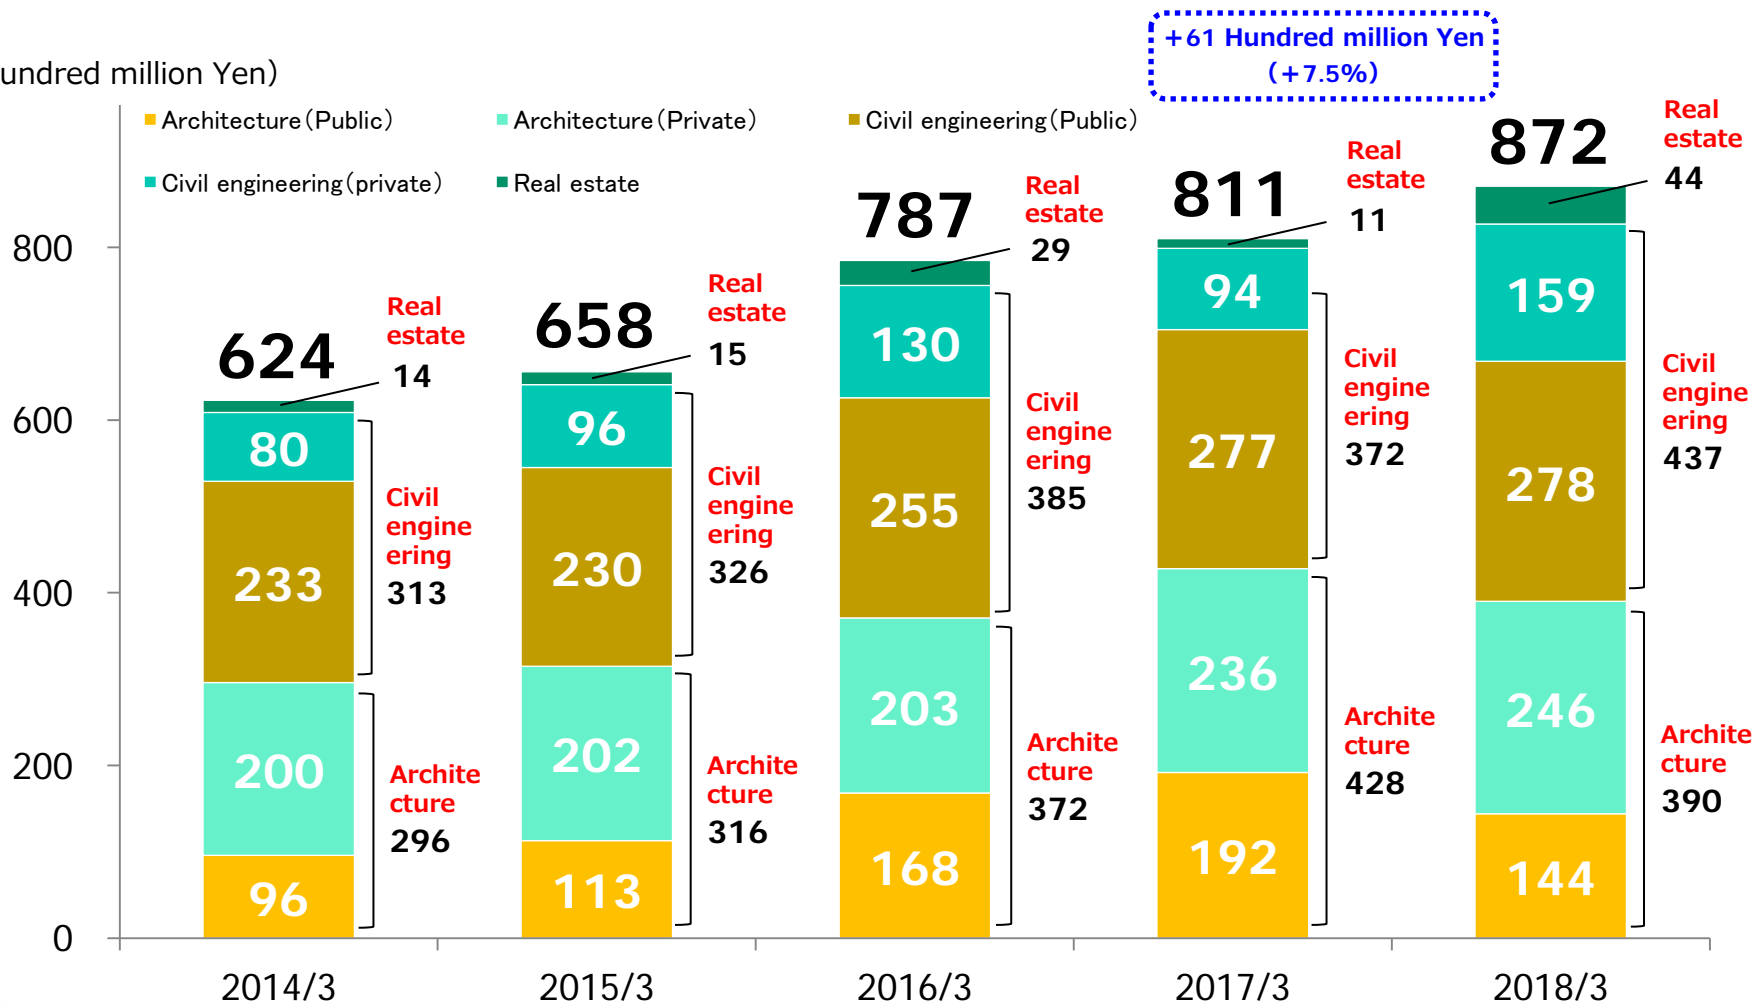 +61 Hundred million Yen
(+7.5%)
undred million Yen)
Architecture(Public)
Architecture(Private)
Civil engineering(Public)
Civil engineering(private)
Real estate
800
600
400
200
0
624
Real
estate
14
80
233
200
96
Civil
engine
ering
313
Archite
cture
296
658
Real
estate
15
96
230
202
113
Civil
engine
ering
326
Archite
cture
316
787
Real
estate
29
130
255
203
168
Civil
engine
ering
385
Archite
cture
372
811
Real
estate
11
94
277
236
192
Civil
engine
ering
372
Archite
cture
428
872
Real
estate
44
159
278
246
144
Civil
engine
ering
437
Archite
cture
390
2014/3
2015/3
2016/3
2017/3
2018/3